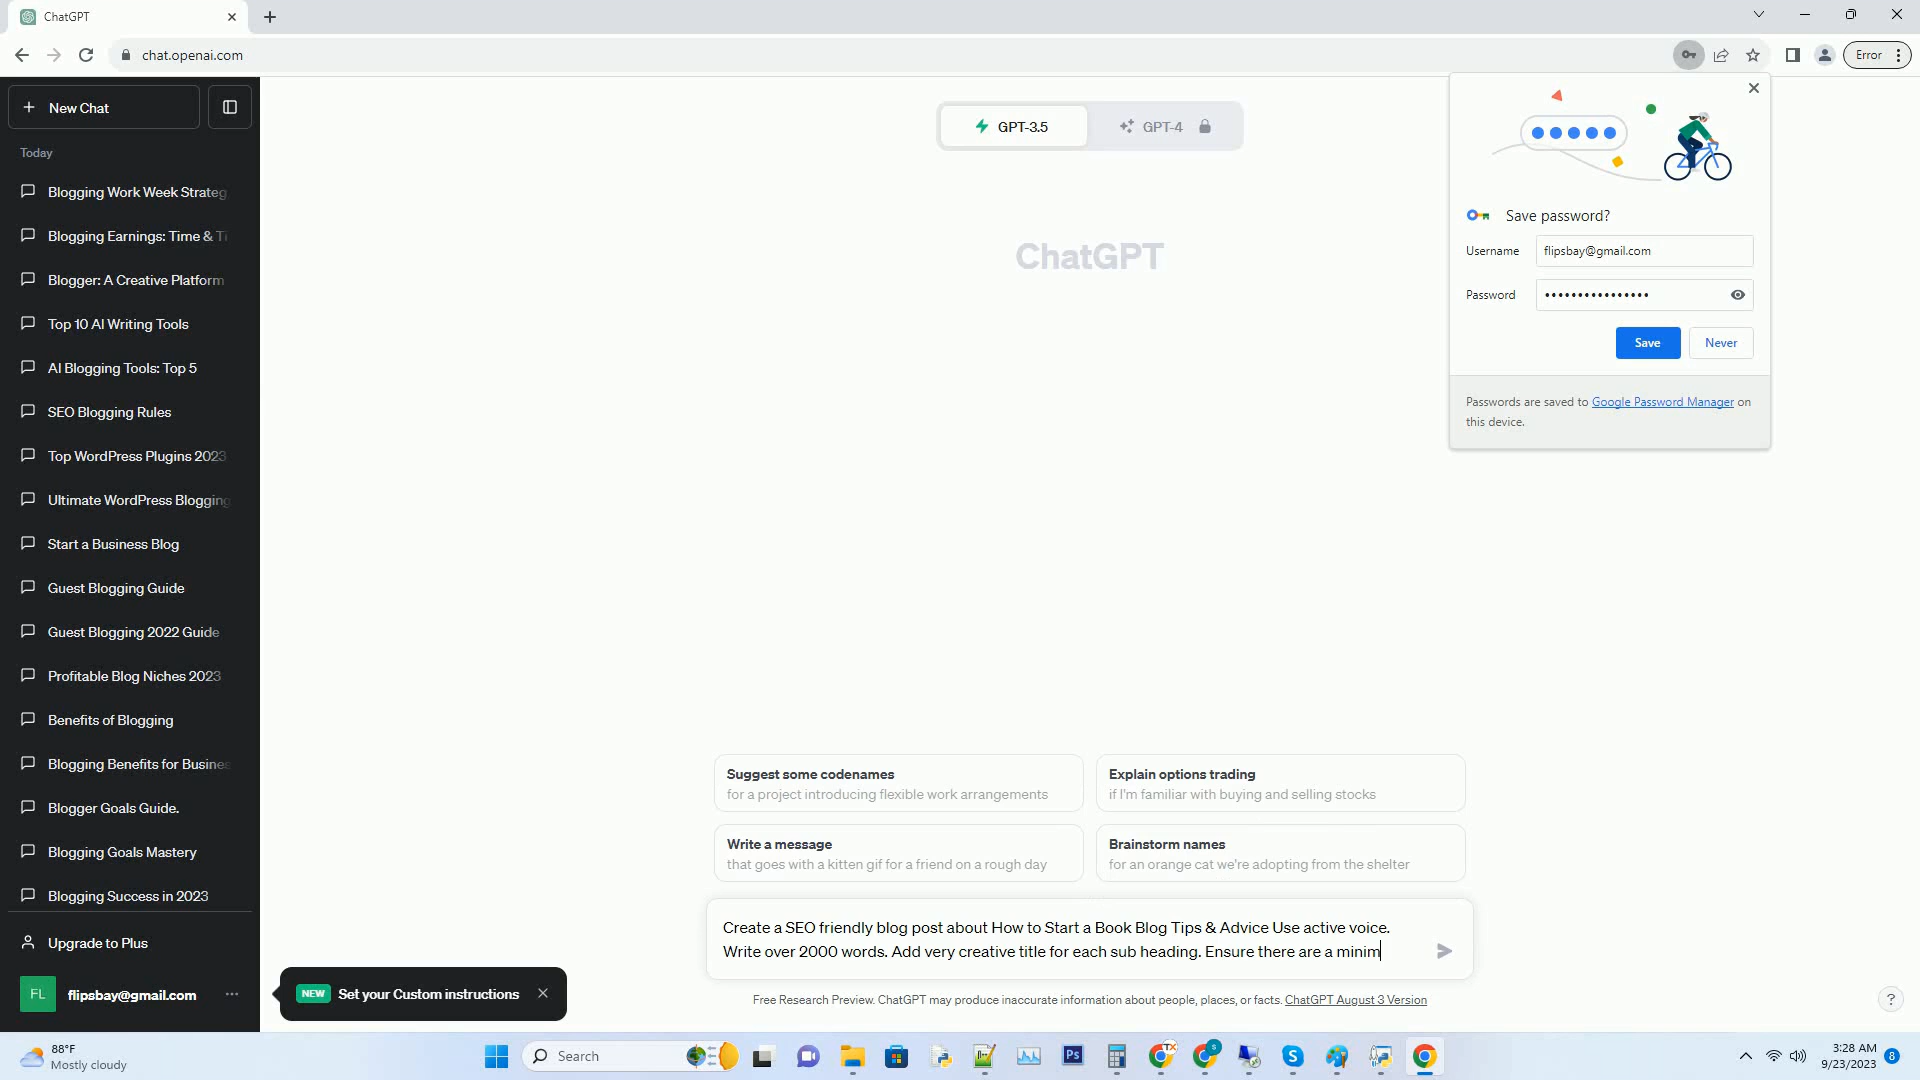 ChatGPT
chat.openai.com
Error
New Chat
Today
Blogging Work Week Strateg
Blogging Earnings: Time & Ti
Blogger: A Creative Platform
Top 10 AI Writing Tools
AI Blogging Tools: Top 5
SEO Blogging Rules
Top WordPress Plugins 2023
Ultimate WordPress Blogging
Start a Business Blog
Guest Blogging Guide
Guest Blogging 2022 Guide
Profitable Blog Niches 2023
Benefits of Blogging
Blogging Benefits for Busines
Blogger Goals Guide.
Blogging Goals Mastery
Blogging Success in 2023
Upgrade to Plus
FL flipsbay@gmail.com
NEW Set your Custom instructions
GPT-3.5 GPT-4
ChatGPT
Save password?
Username flipsbay@gmail.com
Password ••••••••••••••••
Save Never
Passwords are saved to Google Password Manager on
this device.
Suggest some codenames
for a project introducing flexible work arrangements
Explain options trading
if I'm familiar with buying and selling stocks
Write a message
that goes with a kitten gif for a friend on a rough day
Brainstorm names
for an orange cat we're adopting from the shelter
Create a SEO friendly blog post about How to Start a Book Blog Tips & Advice Use active voice.
Write over 2000 words. Add very creative title for each sub heading. Ensure there are a minim
Free Research Preview. ChatGPT may produce inaccurate information about people, places, or facts. ChatGPT August 3 Version
?
88°F
Mostly cloudy
Search
Ps
TX
S
3:28 AM
9/23/2023
8